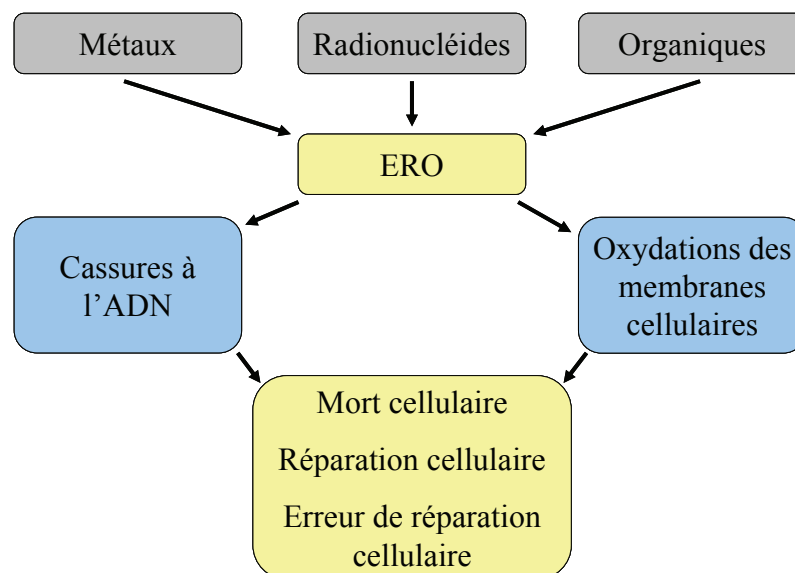 Métaux
Radionucléides
Organiques
ERO
Cassures à
l’ADN
Oxydations des
membranes
cellulaires
Mort cellulaire
Réparation cellulaire
Erreur de réparation
cellulaire